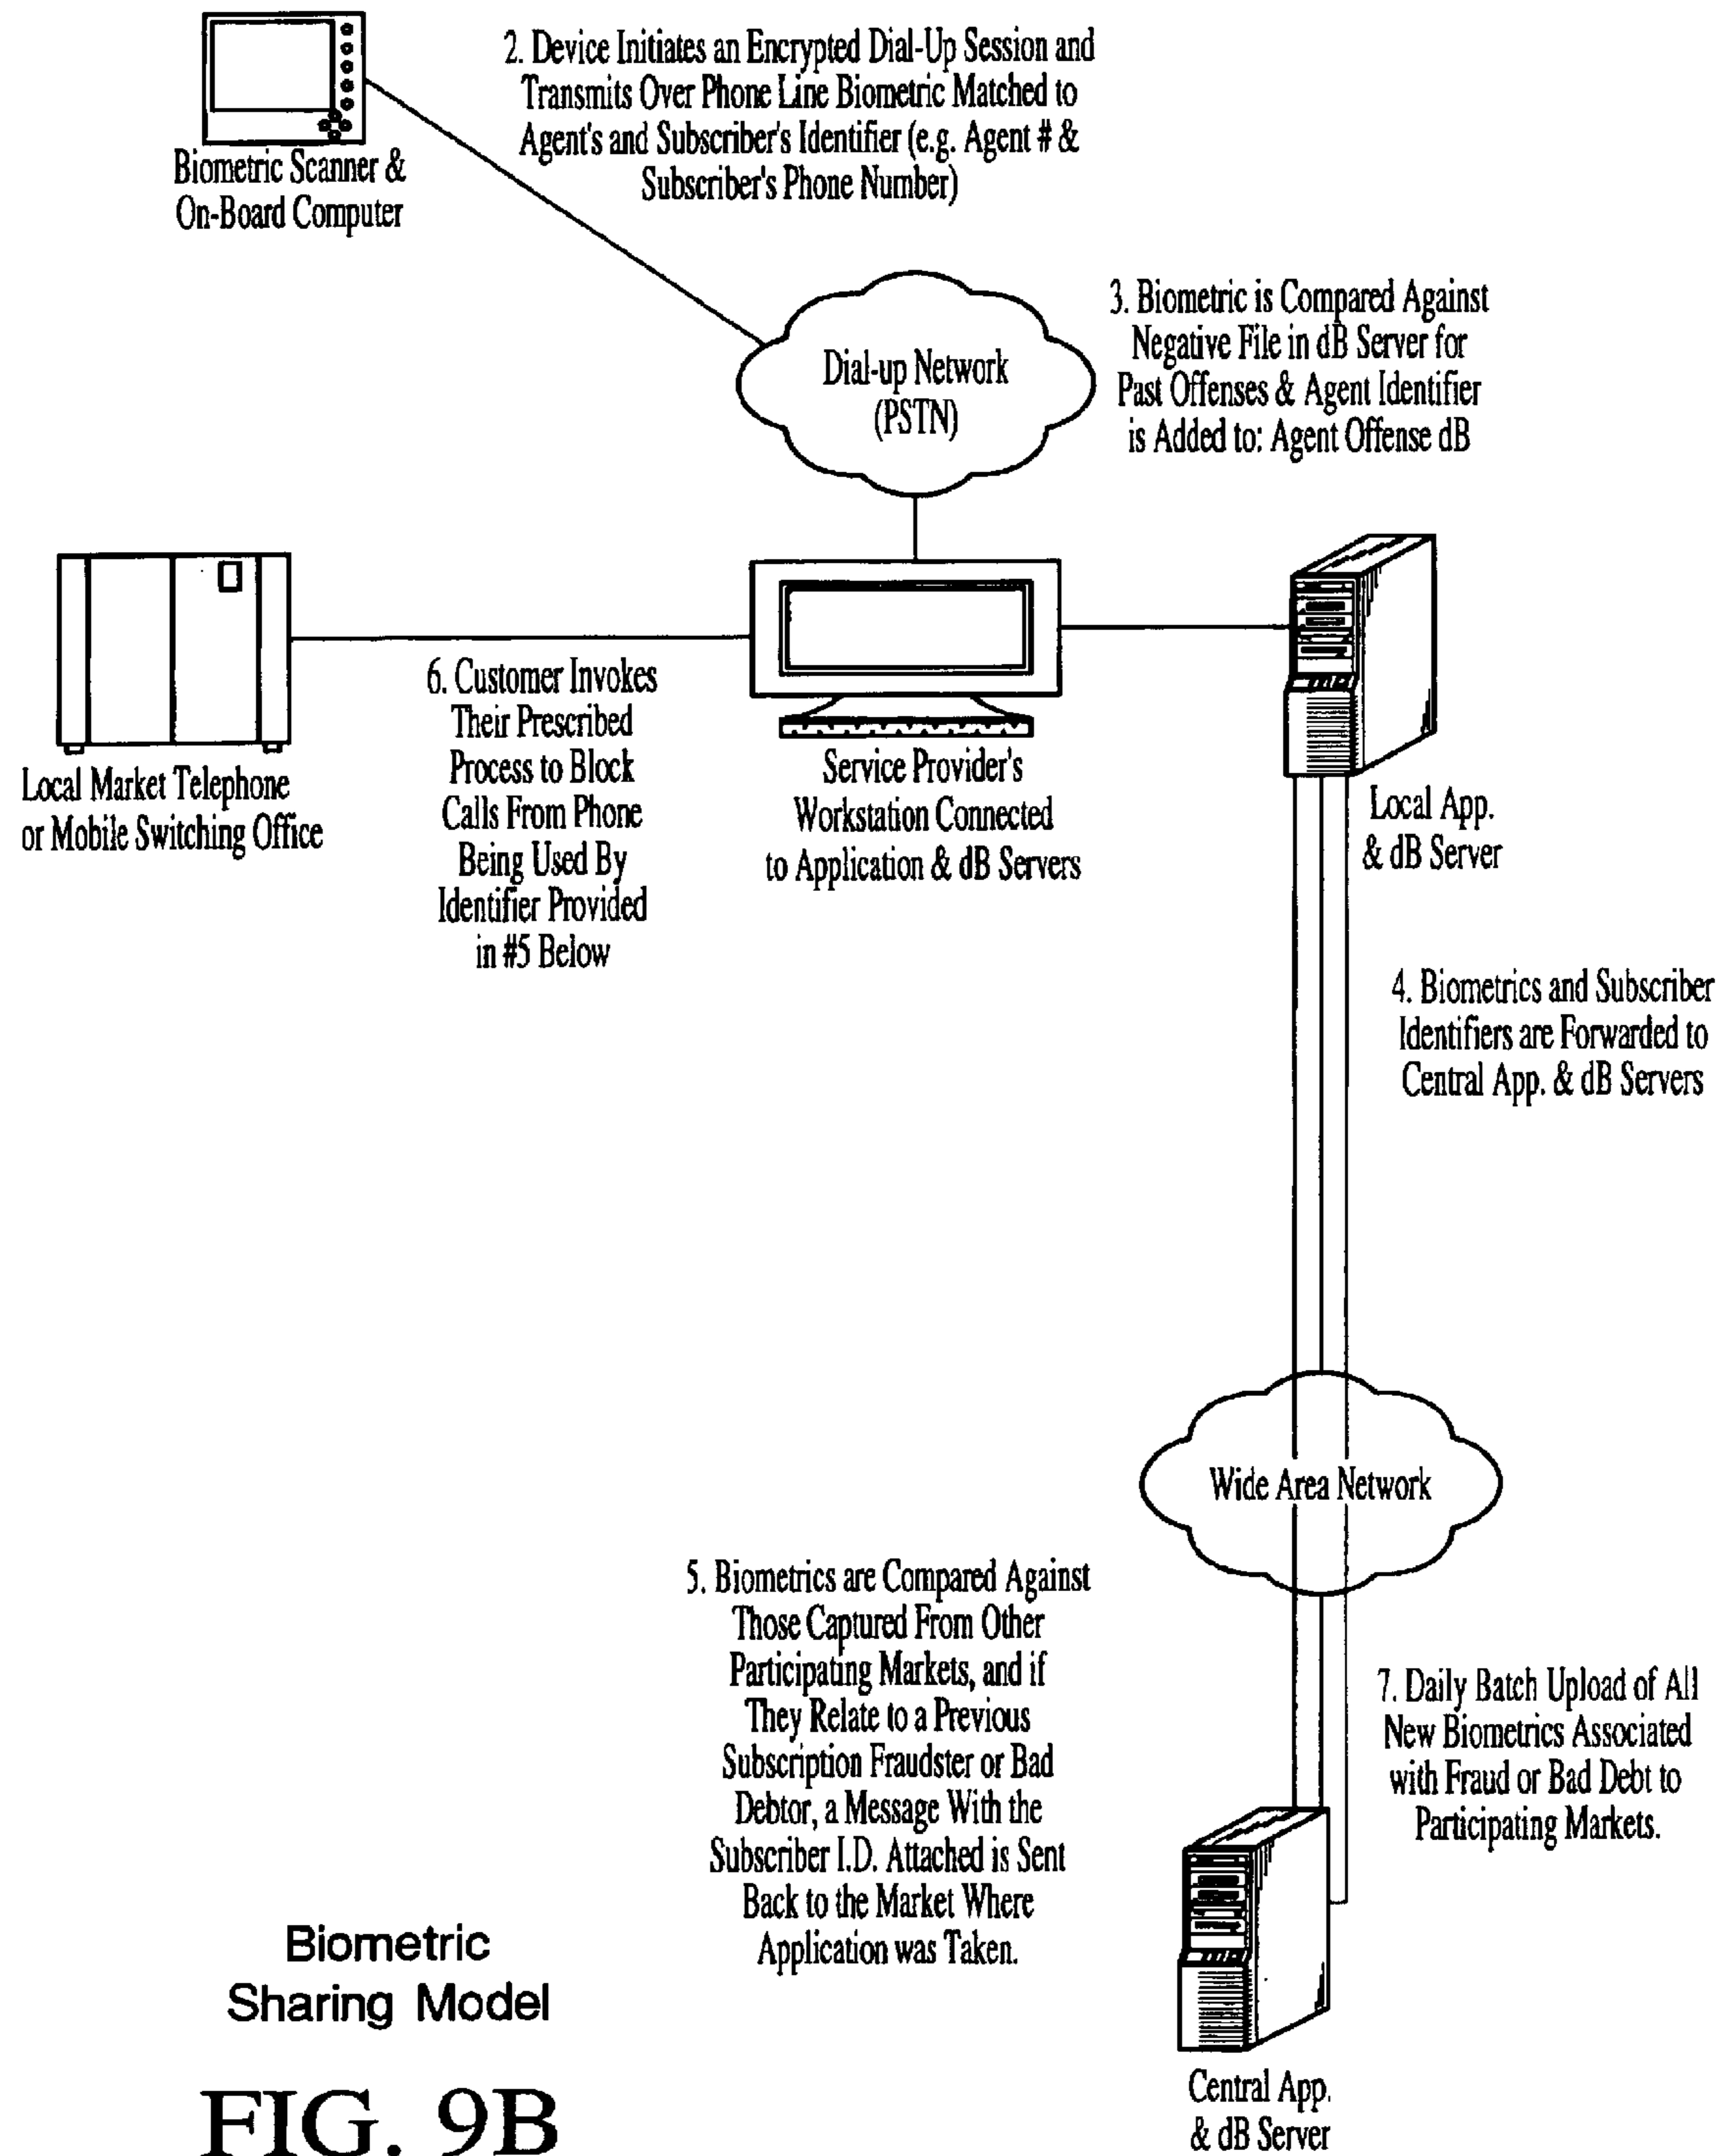 2. Device Initiates an Encrypted Dial-Up Session and
Transmits Over Phone Line Biometric Matched to
Agent's and Subscriber's Identifier (e.g. Agent # &
Subscriber's Phone Number)
Biometric Scanner &
On-Board Computer
3. Biometric is Compared Against
Negative File in dB Server for
Past Offenses & Agent Identifier
is Added to: Agent Offense dB
Dial-up Network
(PSTN)
6. Customer Invokes
Their Prescribed
Process to Block
Calls From Phone
Being Used By
Identifier Provided
in #5 Below
Local Market Telephone
or Mobile Switching Office
Service Provider's
Workstation Connected
to Application & dB Servers
Local App.
& dB Server
4. Biometrics and Subscriber
Identifiers are Forwarded to
Central App. & dB Servers
Wide Area Network
5. Biometrics are Compared Against
Those Captured From Other
Participating Markets, and if
They Relate to a Previous
Subscription Fraudster or Bad
Debtor, a Message With the
Subscriber I.D. Attached is Sent
Back to the Market Where
Application was Taken.
7. Daily Batch Upload of All
New Biometrics Associated
with Fraud or Bad Debt to
Participating Markets.
Biometric
Sharing Model
FIG. 9B
Central App.
& dB Server